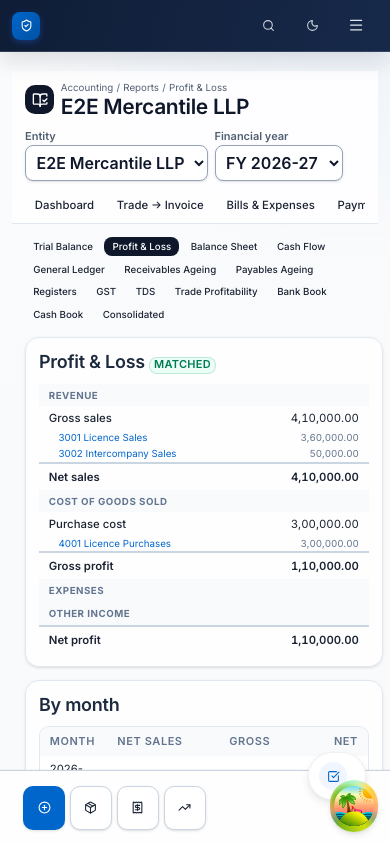 Accounting / Reports / Profit & Loss
E2E Mercantile LLP
Entity
Financial year
E2E Mercantile LLP
FY 2026-27
Dashboard Trade → Invoice Bills & Expenses Paym
Trial Balance Profit & Loss Balance Sheet Cash Flow
General Ledger Receivables Ageing Payables Ageing
Registers GST TDS Trade Profitability Bank Book
Cash Book Consolidated
Profit & Loss MATCHED
REVENUE
Gross sales 4,10,000.00
3001 Licence Sales 3,60,000.00
3002 Intercompany Sales 50,000.00
Net sales 4,10,000.00
COST OF GOODS SOLD
Purchase cost 3,00,000.00
4001 Licence Purchases 3,00,000.00
Gross profit 1,10,000.00
EXPENSES
OTHER INCOME
Net profit 1,10,000.00
By month
MONTH NET SALES GROSS NET
2026-